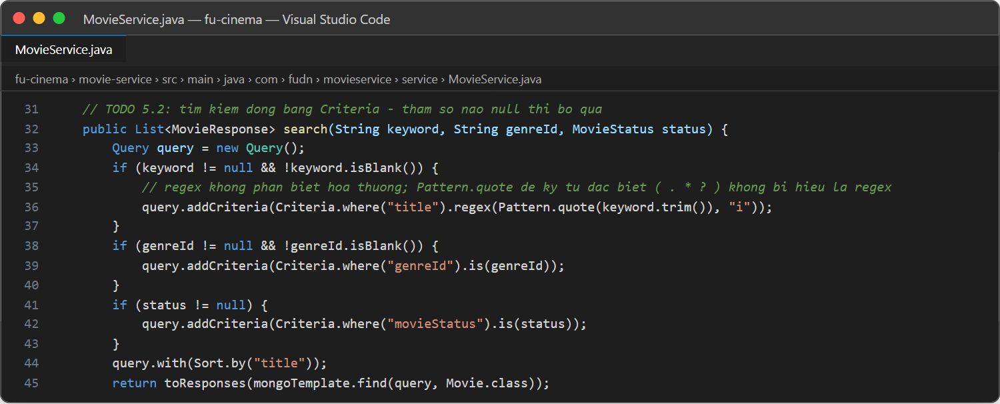 MovieService.java — fu-cinema — Visual Studio Code
MovieService.java
fu-cinema › movie-service › src › main › java › com › fudn › movieservice › service › MovieService.java
31 // TODO 5.2: tim kiem dong bang Criteria - tham so nao null thi bo qua
32 public List<MovieResponse> search(String keyword, String genreId, MovieStatus status) {
33 Query query = new Query();
34 if (keyword != null && !keyword.isBlank()) {
35 // regex khong phan biet hoa thuong; Pattern.quote de ky tu dac biet ( . * ? ) khong bi hieu la regex
36 query.addCriteria(Criteria.where("title").regex(Pattern.quote(keyword.trim()), "i"));
37 }
38 if (genreId != null && !genreId.isBlank()) {
39 query.addCriteria(Criteria.where("genreId").is(genreId));
40 }
41 if (status != null) {
42 query.addCriteria(Criteria.where("movieStatus").is(status));
43 }
44 query.with(Sort.by("title"));
45 return toResponses(mongoTemplate.find(query, Movie.class));